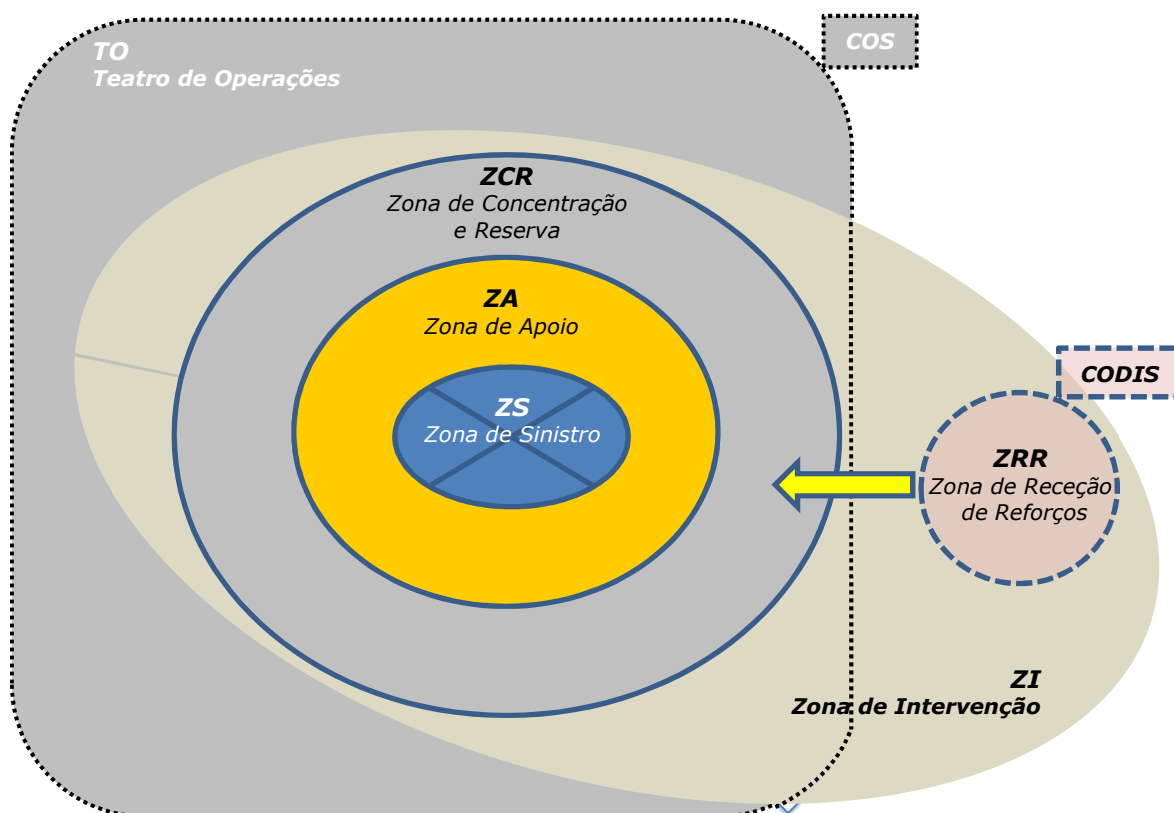 TO
Teatro de Operações
COS
ZCR
Zona de Concentração
e Reserva
ZA
Zona de Apoio
ZS
Zona de Sinistro
CODIS
ZRR
Zona de Receção
de Reforços
ZI
Zona de Intervenção